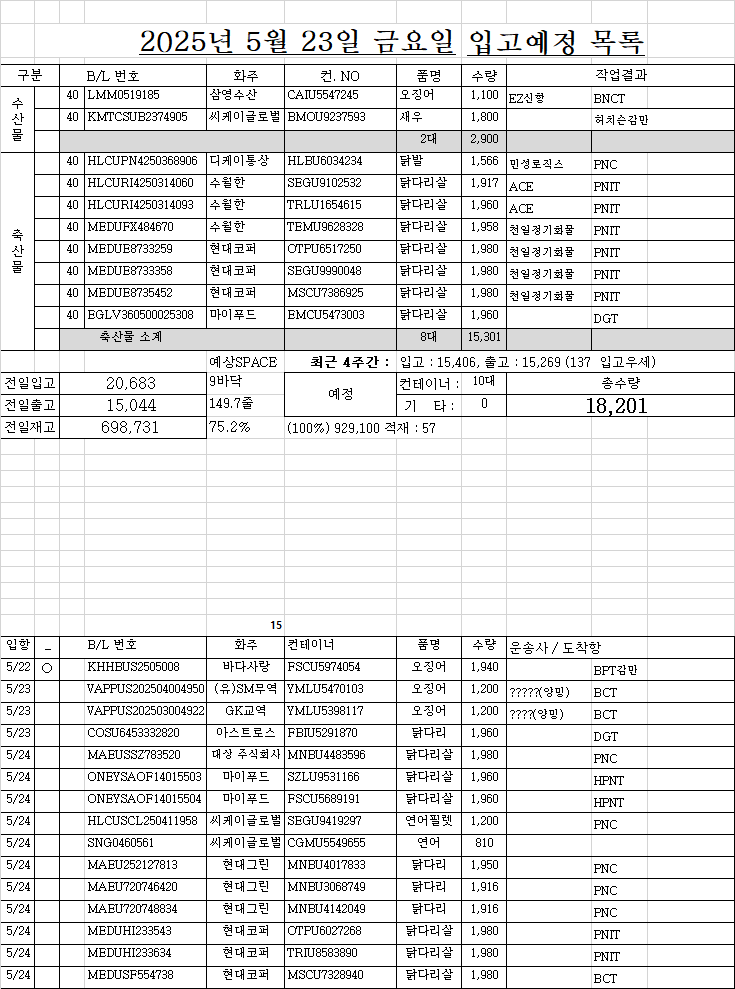 2025년 5월 23일 금요일 입고예정 목록
구분 B/L 번호 화주 컨. NO 품명 수량 작업결과
수산물
40 LMM0519185 삼영수산 CAIU5547245 오징어 1,100 EZ신항 BNCT
40 KMTCSUB2374905 씨케이글로벌 BMOU9237593 새우 1,800 허치슨감만
2대 2,900
축산물
40 HLCUPN4250368906 디케이통상 HLBU6034234 닭발 1,566 민성로직스 PNC
40 HLCURI4250314060 수월한 SEGU9102532 닭다리살 1,917 ACE PNIT
40 HLCURI4250314093 수월한 TRLU1654615 닭다리살 1,960 ACE PNIT
40 MEDUFX484670 수월한 TEMU9628328 닭다리살 1,958 천일정기화물 PNIT
40 MEDUE8733259 현대코퍼 OTPU6517250 닭다리살 1,980 천일정기화물 PNIT
40 MEDUE8733358 현대코퍼 SEGU9990048 닭다리살 1,980 천일정기화물 PNIT
40 MEDUE8735452 현대코퍼 MSCU7386925 닭다리살 1,980 천일정기화물 PNIT
40 EGLV360500025308 마이푸드 EMCU5473003 닭다리살 1,960 DGT
축산물 소계 8대 15,301
예상SPACE 최근 4주간 : 입고 : 15,406, 출고 : 15,269 (137 입고우세)
전일입고 20,683 9바닥 예정 컨테이너 : 10대 총수량
전일출고 15,044 149.7줄 기 타 : 0 18,201
전일재고 698,731 75.2% (100%) 929,100 적재 : 57
15
입항 _ B/L 번호 화주 컨테이너 품명 수량 운송사 / 도착항
5/22 ○ KHHBUS2505008 바다사랑 FSCU5974054 오징어 1,940 BPT감만
5/23 VAPPUS202504004950 (유)SM무역 YMLU5470103 오징어 1,200 ?????(양밍) BCT
5/23 VAPPUS202503004922 GK교역 YMLU5398117 오징어 1,200 ????(양밍) BCT
5/23 COSU6453332820 아스트로스 FBIU5291870 닭다리 1,960 DGT
5/24 MAEUSSZ783520 대상 주식회사 MNBU4483596 닭다리살 1,980 PNC
5/24 ONEYSAOF14015503 마이푸드 SZLU9531166 닭다리살 1,960 HPNT
5/24 ONEYSAOF14015504 마이푸드 FSCU5689191 닭다리살 1,960 HPNT
5/24 HLCUSCL250411958 씨케이글로벌 SEGU9419297 연어필렛 1,200 PNC
5/24 SNG0460561 씨케이글로벌 CGMU5549655 연어 810
5/24 MAEU252127813 현대그린 MNBU4017833 닭다리 1,950 PNC
5/24 MAEU720746420 현대그린 MNBU3068749 닭다리 1,916 PNC
5/24 MAEU720748834 현대그린 MNBU4142049 닭다리 1,916 PNC
5/24 MEDUHI233543 현대코퍼 OTPU6027268 닭다리살 1,980 PNIT
5/24 MEDUHI233634 현대코퍼 TRIU8583890 닭다리살 1,980 PNIT
5/24 MEDUSF554738 현대코퍼 MSCU7328940 닭다리살 1,980 BCT